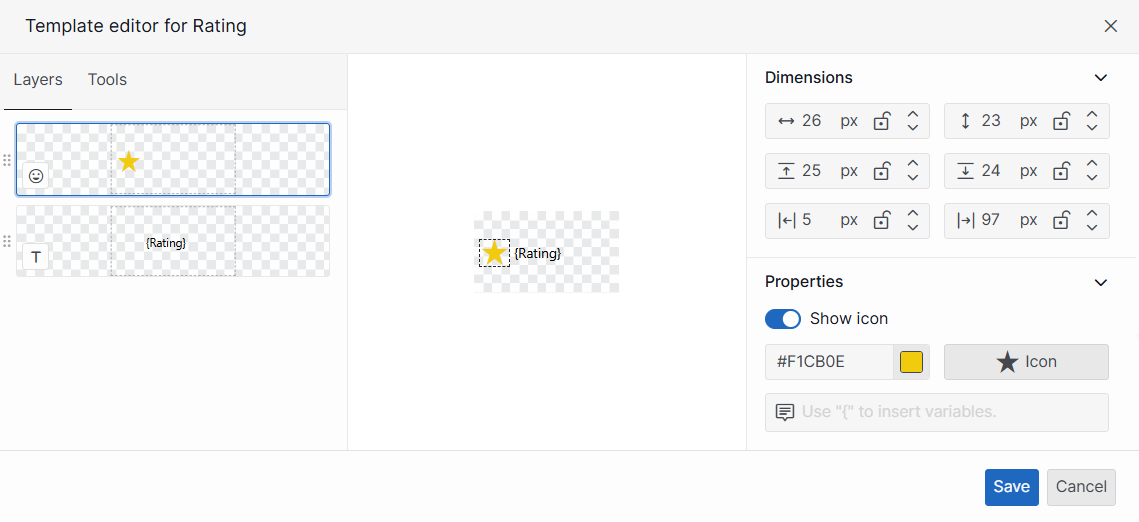 Template editor for Rating
Layers Tools
{Rating}
T
{Rating}
Dimensions
26 px
23 px
25 px
24 px
5 px
97 px
Properties
Show icon
#F1CB0E
Icon
Use "{" to insert variables.
Save
Cancel